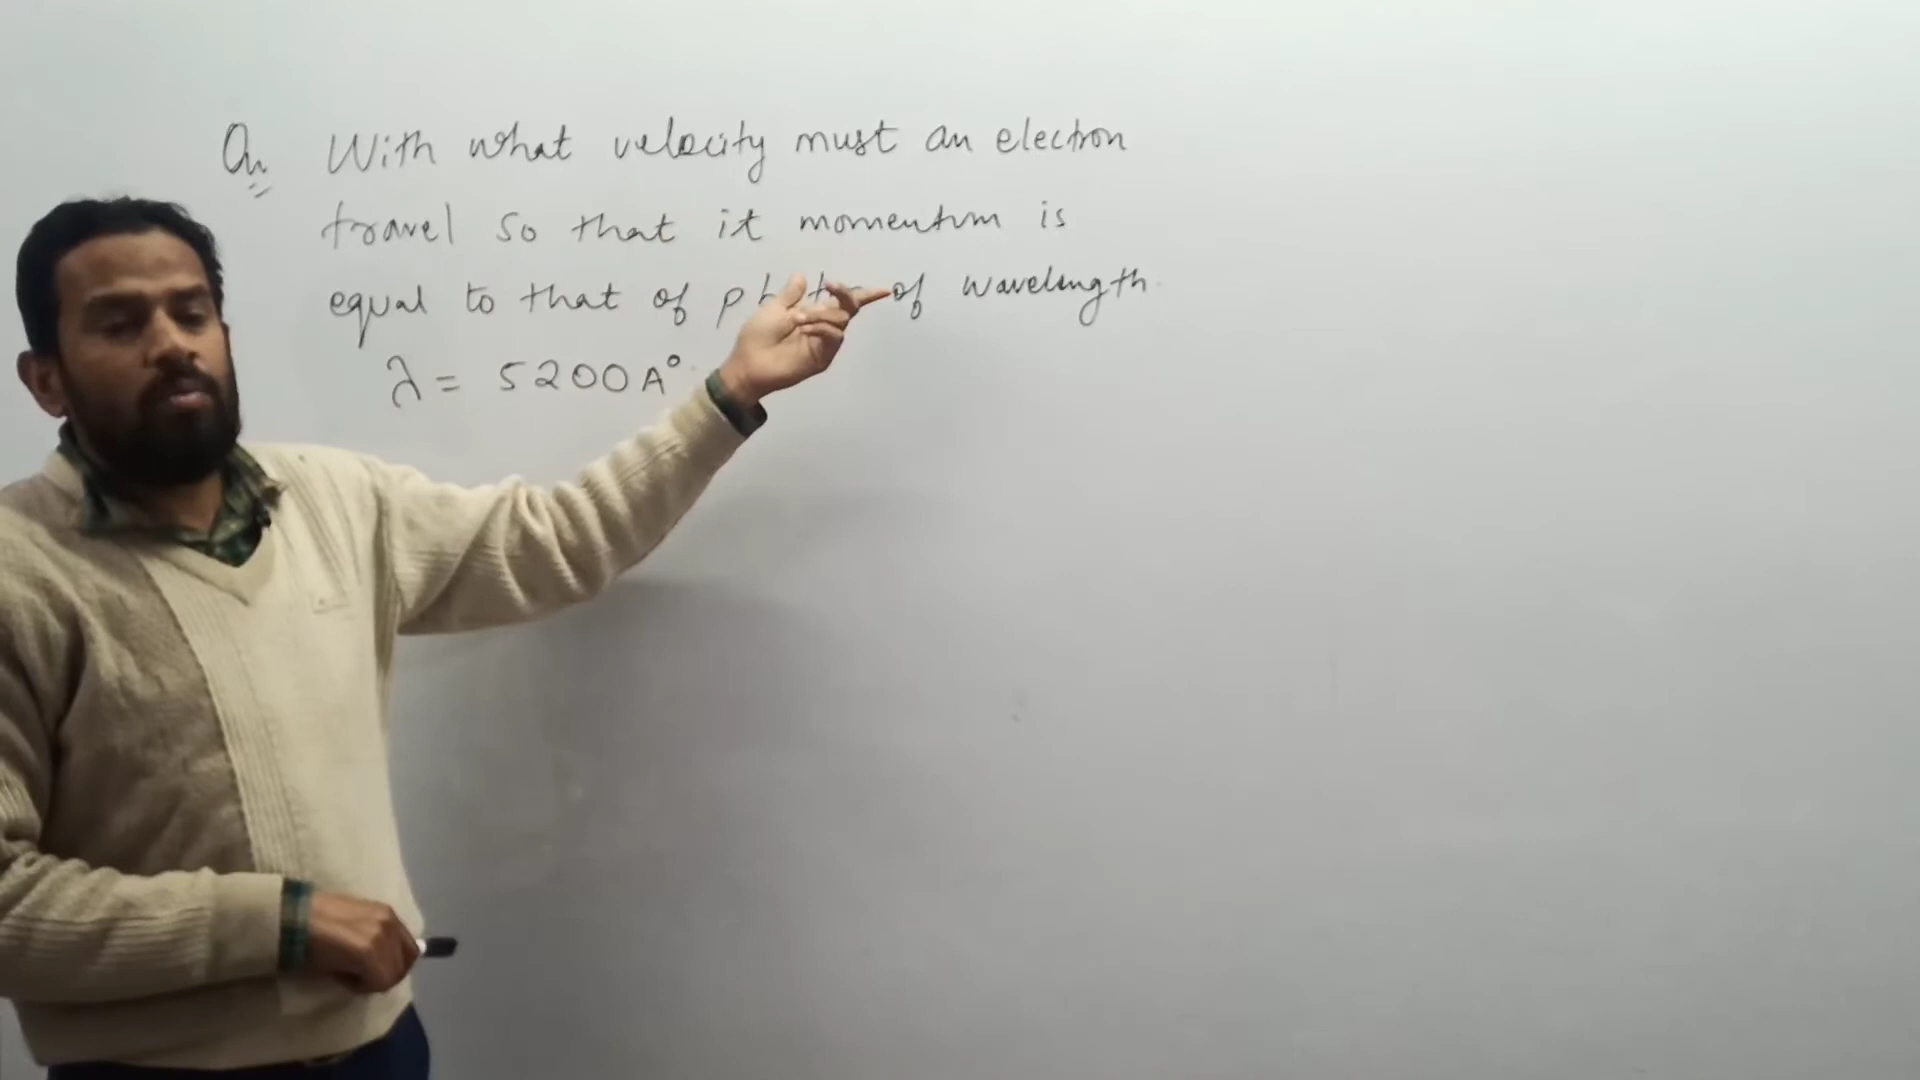 Qn With what velocity must an electron
travel so that it momentum is
equal to that of of wavelength.
λ = 5200 A°